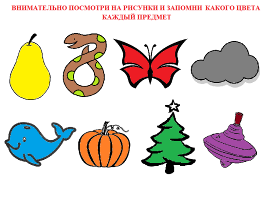 ВНИМАТЕЛЬНО ПОСМОТРИ НА РИСУНКИ И ЗАПОМНИ КАКОГО ЦВЕТА
КАЖДЫЙ ПРЕДМЕТ